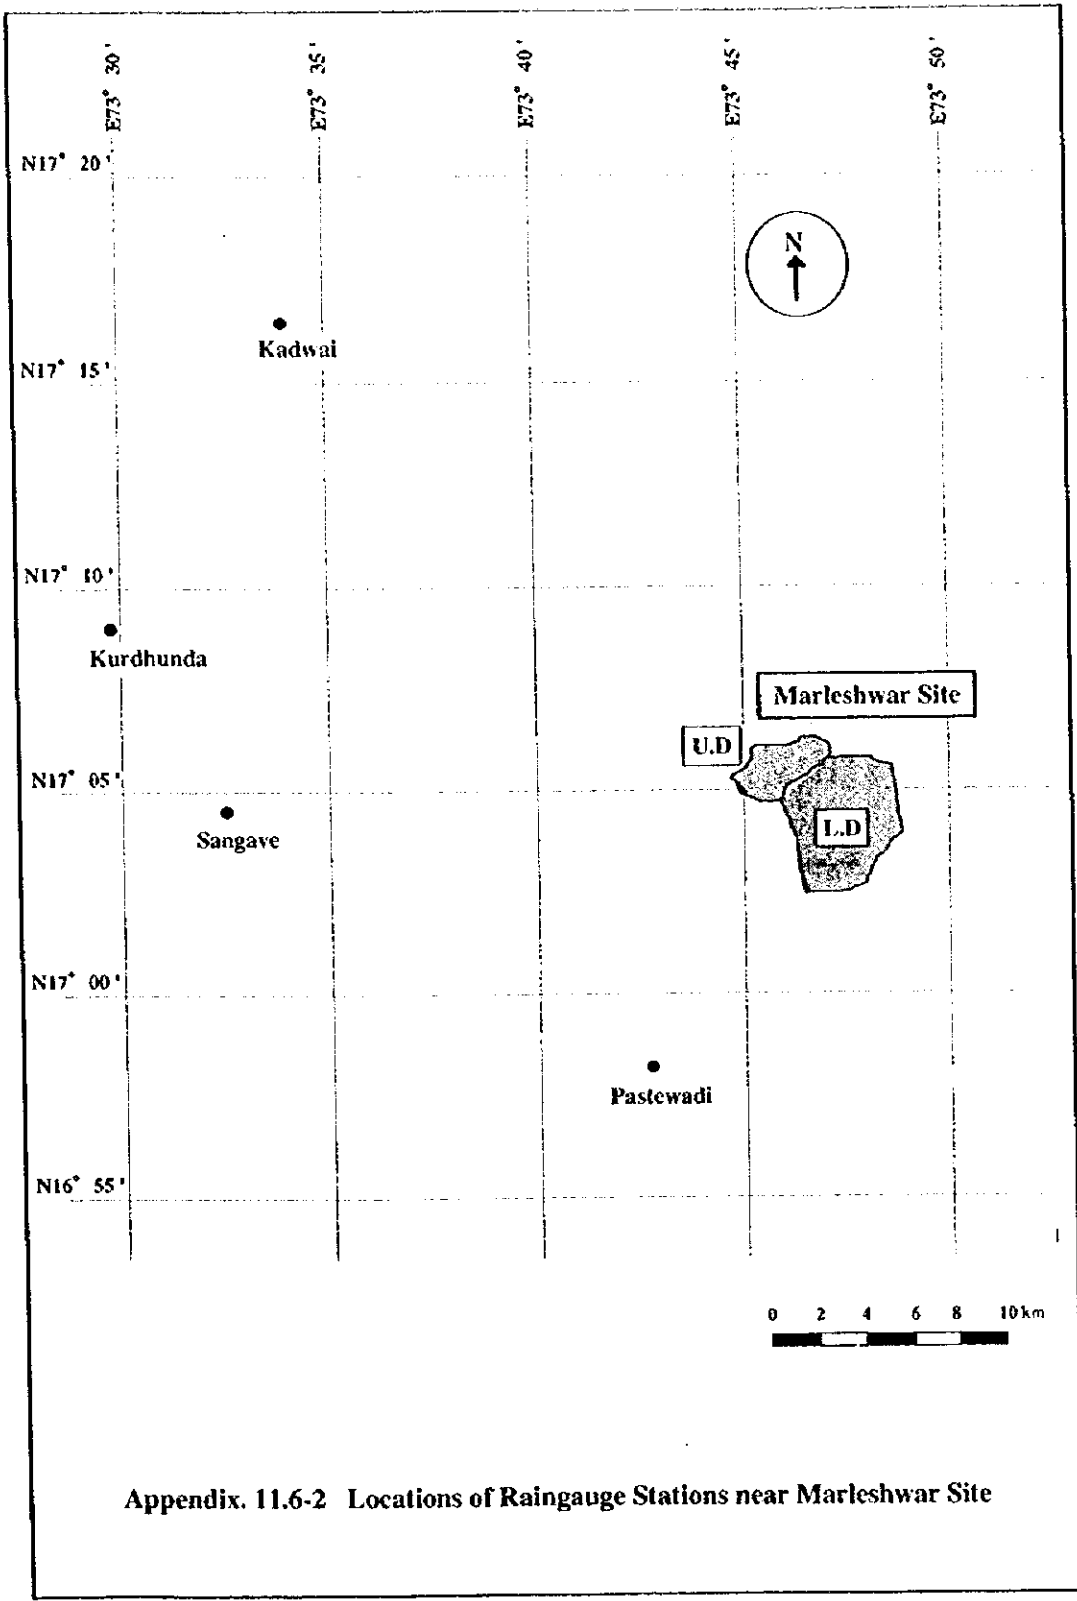 E73° 30'
E73° 35'
E73° 40'
E73° 45'
E73° 50'
N17° 20'
N
Kadwai
N17° 15'
N17° 10'
Kurdhunda
Marleshwar Site
U.D
N17° 05'
L.D
Sangave
N17° 00'
Pastewadi
N16° 55'
0 2 4 6 8 10 km
Appendix. 11.6-2 Locations of Raingauge Stations near Marleshwar Site